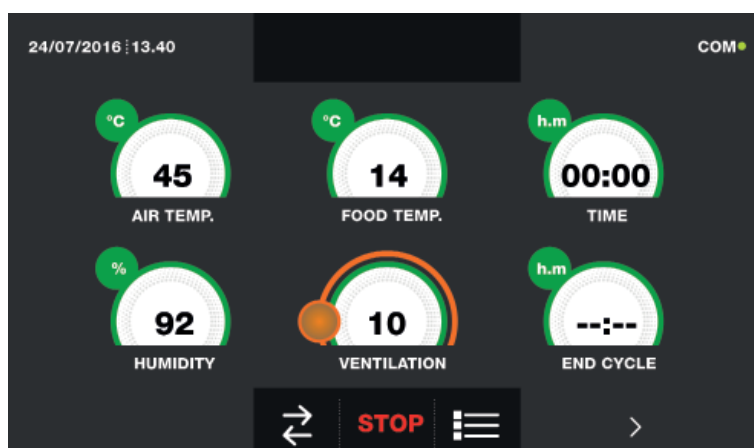 24/07/2016 13.40
COM
°C
°C
h.m
45
14
00:00
AIR TEMP.
FOOD TEMP.
TIME
%
h.m
92
10
--:--
HUMIDITY
VENTILATION
END CYCLE
STOP